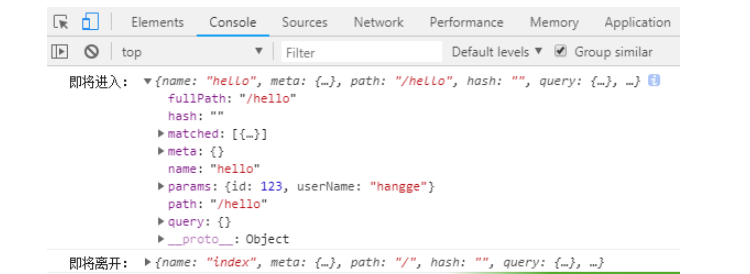 Elements Console Sources Network Performance Memory Application
top Filter Default levels ▼ Group similar
即将进入: ▼{name: "hello", meta: {…}, path: "/hello", hash: "", query: {…}, …} i
fullPath: "/hello"
hash: ""
▶matched: [{…}]
▶meta: {}
name: "hello"
▶params: {id: 123, userName: "hangge"}
path: "/hello"
▶query: {}
▶__proto__: Object
即将离开: ▶{name: "index", meta: {…}, path: "/", hash: "", query: {…}, …}